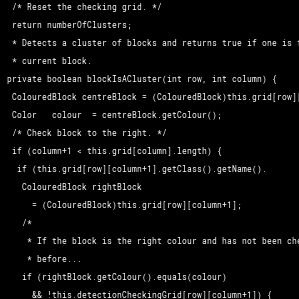 /* Reset the checking grid. */
return numberOfClusters;
* Detects a cluster of blocks and returns true if one is
* current block.
private boolean blockIsACluster(int row, int column) {
ColouredBlock centreBlock = (ColouredBlock)this.grid[row][
Color colour = centreBlock.getColour();
/* Check block to the right. */
if (column+1 < this.grid[column].length) {
if (this.grid[row][column+1].getClass().getName().
ColouredBlock rightBlock
= (ColouredBlock)this.grid[row][column+1];
/*
* If the block is the right colour and has not been che
* before...
if (rightBlock.getColour().equals(colour)
&& !this.detectionCheckingGrid[row][column+1]) {